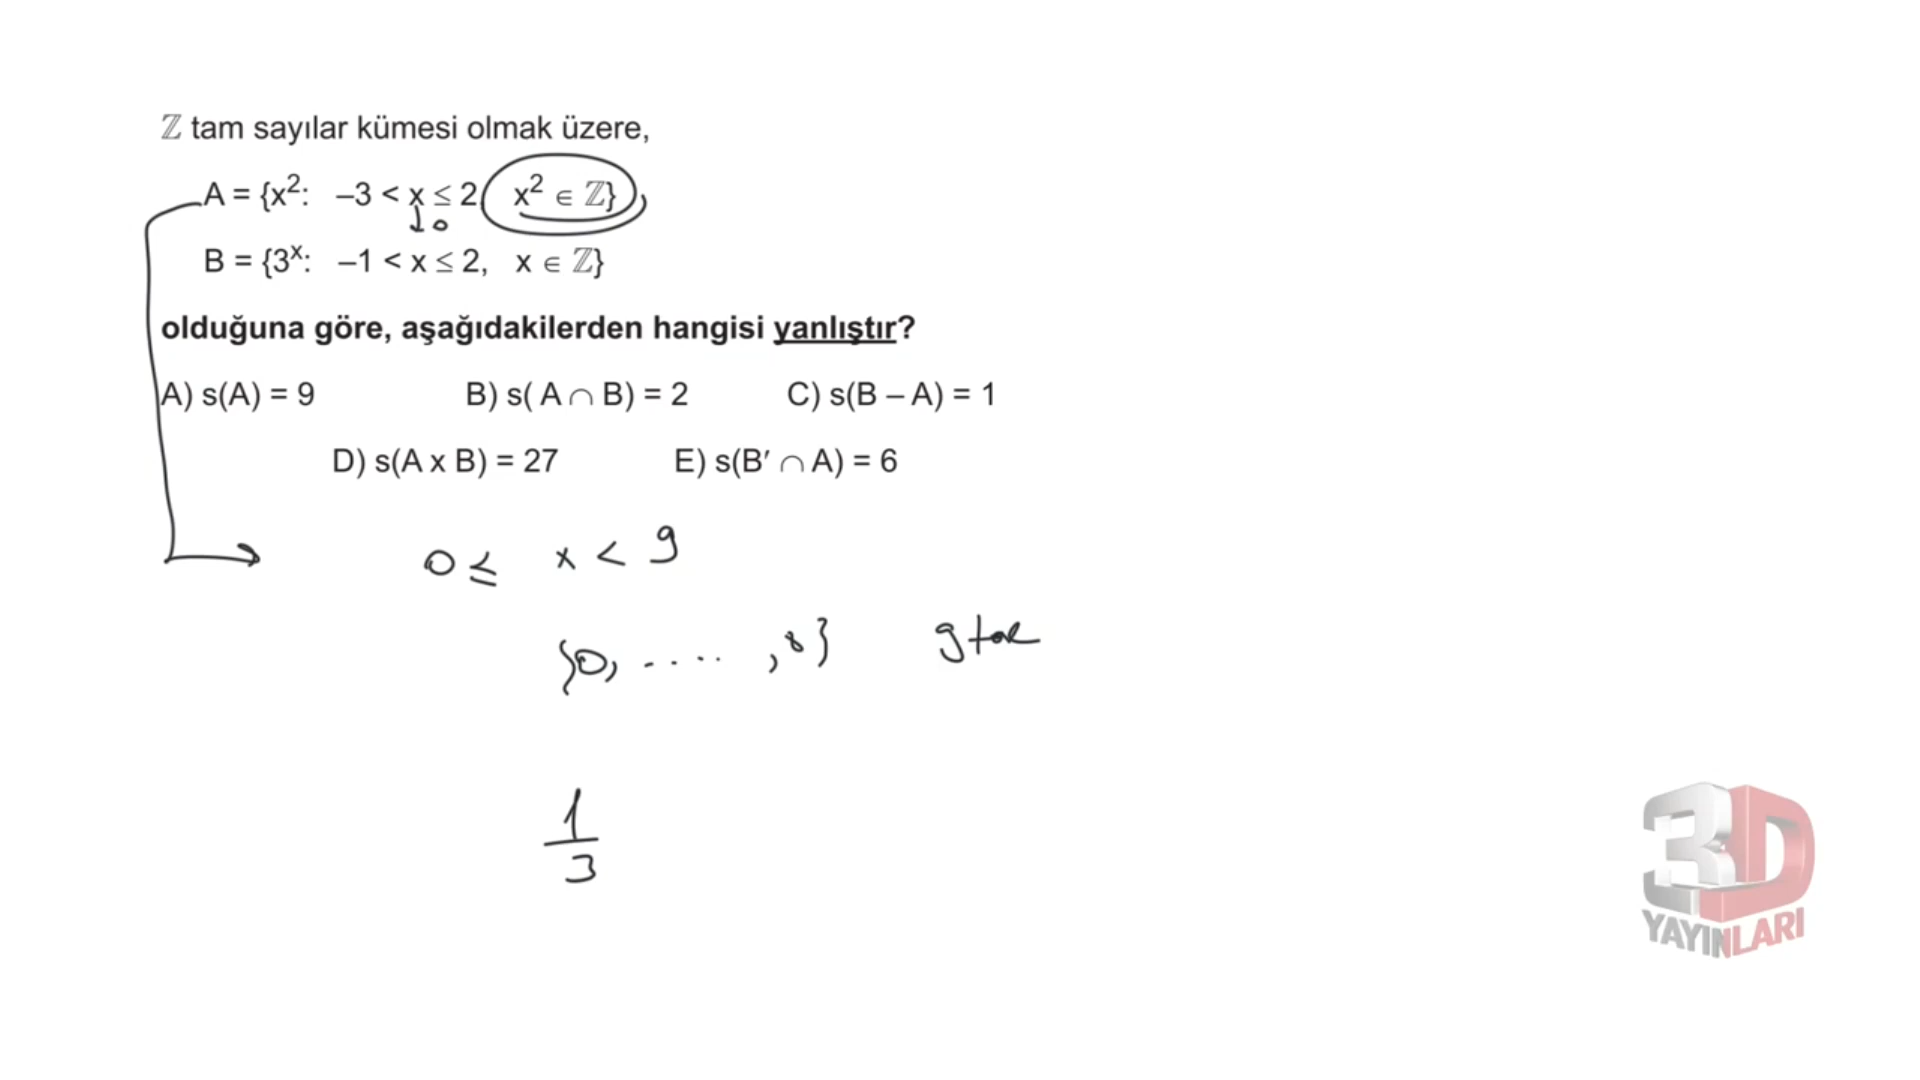 ℤ tam sayılar kümesi olmak üzere,
A = {x²: –3 < x ≤ 2, x² ∈ ℤ}
0
B = {3ˣ: –1 < x ≤ 2, x ∈ ℤ}
olduğuna göre, aşağıdakilerden hangisi yanlıştır?
A) s(A) = 9 B) s( A ∩ B) = 2 C) s(B – A) = 1
D) s(A x B) = 27 E) s(B′ ∩ A) = 6
0 ≤ x < 9
{0, ...., 8} 9
1
3
3D
YAYINLARI